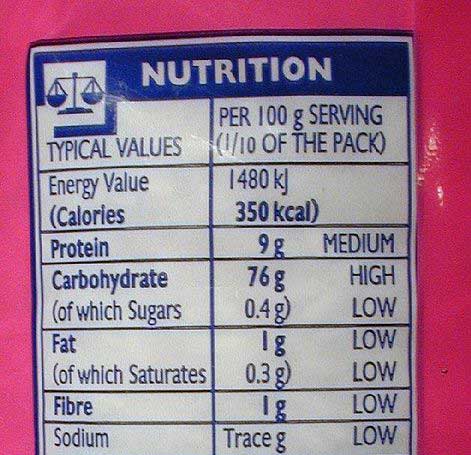 NUTRITION
TYPICAL VALUES PER 100 g SERVING (1/10 OF THE PACK)
Energy Value 1480 kJ
(Calories 350 kcal)
Protein 9 g MEDIUM
Carbohydrate 76 g HIGH
(of which Sugars 0.4 g) LOW
Fat 1 g LOW
(of which Saturates 0.3 g) LOW
Fibre 1 g LOW
Sodium Trace g LOW